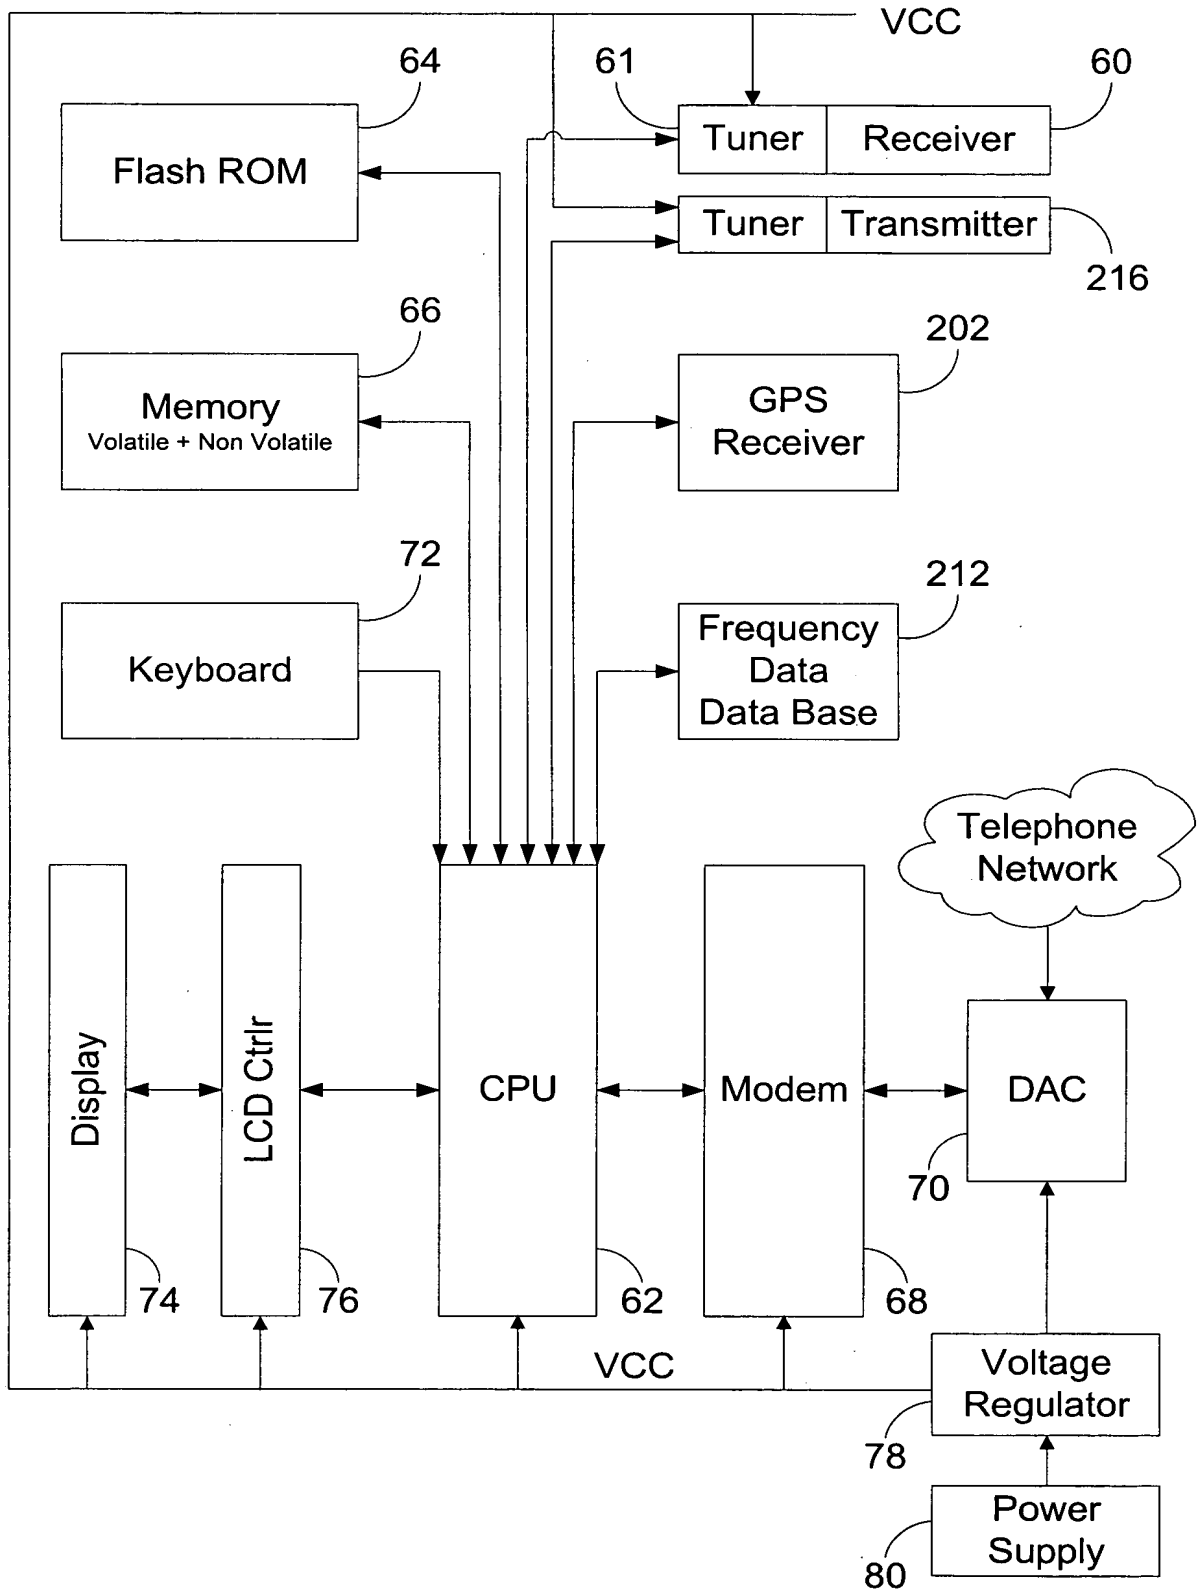 VCC
64
61
60
Flash ROM
Tuner
Receiver
Tuner
Transmitter
216
66
202
Memory
Volatile + Non Volatile
GPS
Receiver
72
212
Keyboard
Frequency
Data
Data Base
Telephone
Network
Display
LCD Ctrlr
CPU
Modem
DAC
70
74
76
62
68
VCC
Voltage
Regulator
78
Power
Supply
80